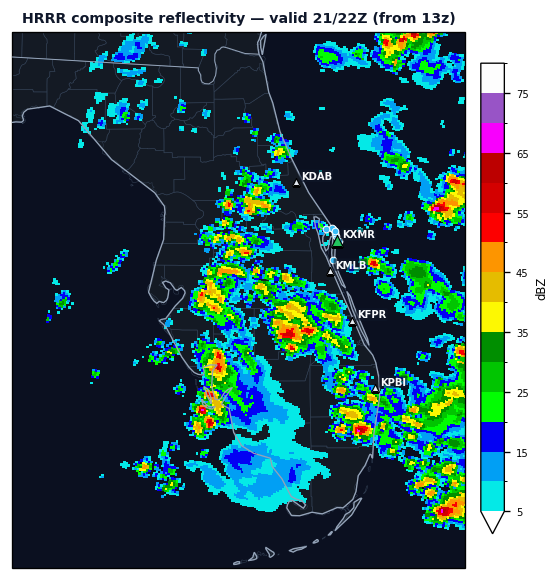 HRRR composite reflectivity — valid 21/22Z (from 13z)
KDAB
KXMR
KMLB
KFPR
KPBI
75
65
55
45
35
25
15
5
dBZ